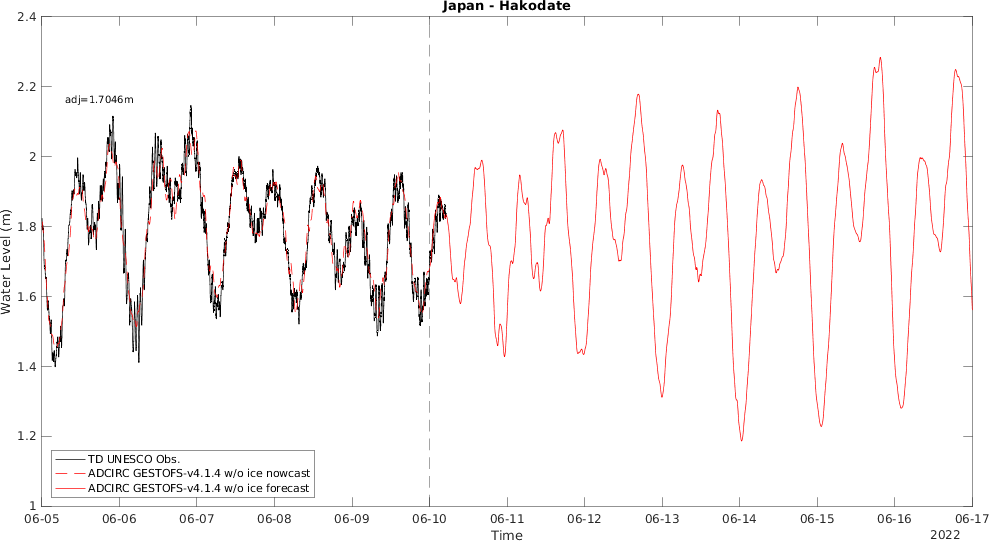 Japan - Hakodate
2.4
2.2
2
1.8
1.6
1.4
1.2
1
Water Level (m)
adj=1.7046m
TD UNESCO Obs.
ADCIRC GESTOFS-v4.1.4 w/o ice nowcast
ADCIRC GESTOFS-v4.1.4 w/o ice forecast
06-05 06-06 06-07 06-08 06-09 06-10 06-11 06-12 06-13 06-14 06-15 06-16 06-17
Time
2022